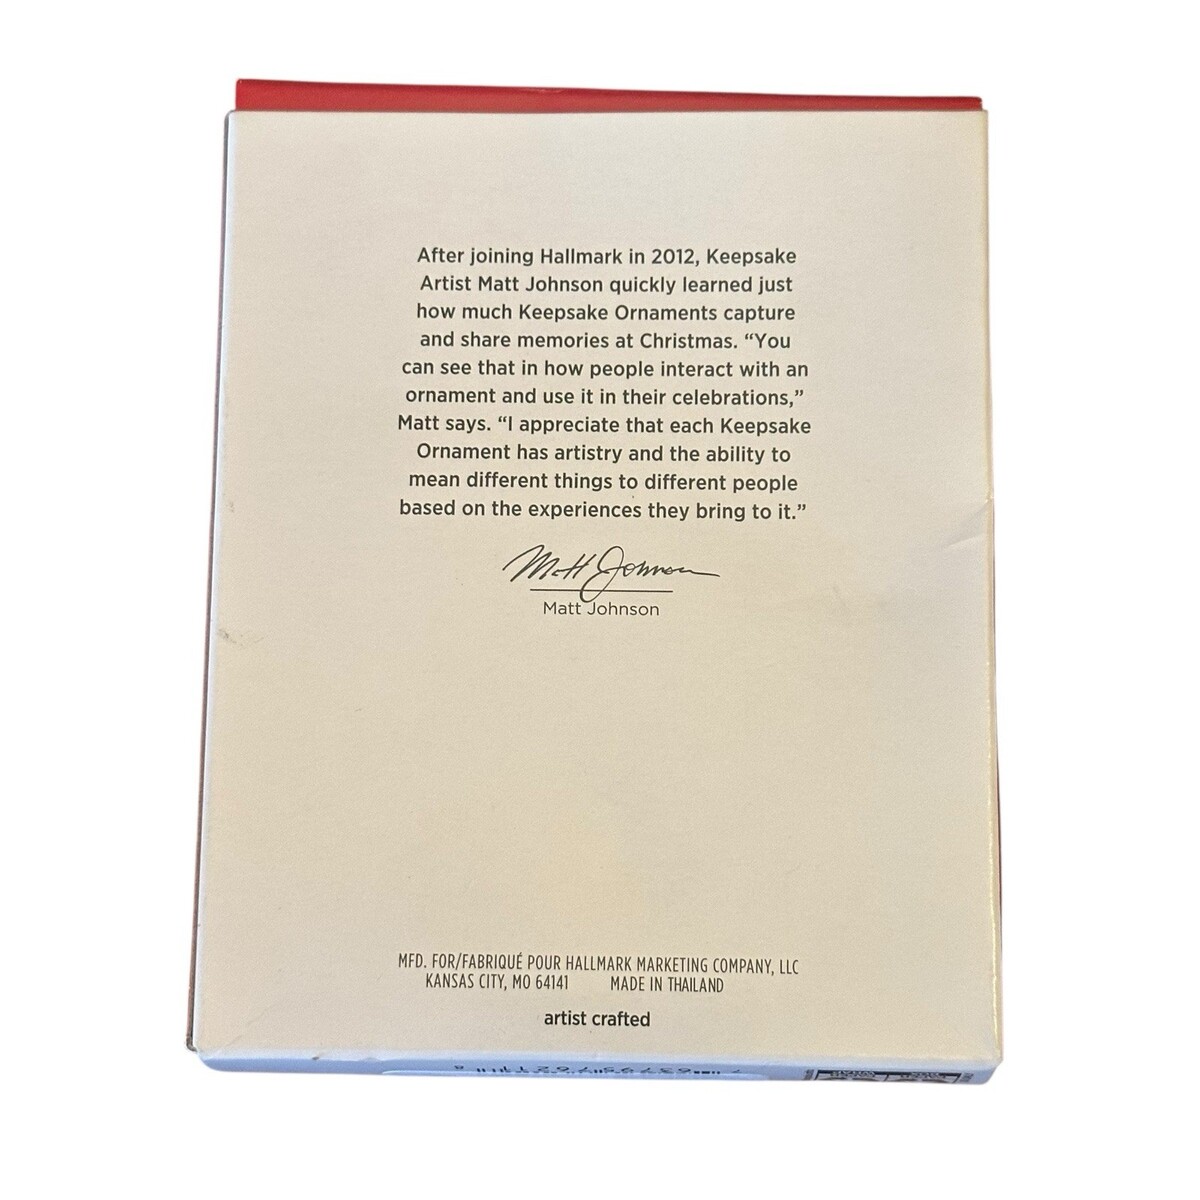 After joining Hallmark in 2012, Keepsake
Artist Matt Johnson quickly learned just
how much Keepsake Ornaments capture
and share memories at Christmas. “You
can see that in how people interact with an
ornament and use it in their celebrations,”
Matt says. “I appreciate that each Keepsake
Ornament has artistry and the ability to
mean different things to different people
based on the experiences they bring to it.”
Matt Johnson
Matt Johnson
MFD. FOR/FABRIQUÉ POUR HALLMARK MARKETING COMPANY, LLC
KANSAS CITY, MO 64141 MADE IN THAILAND
artist crafted